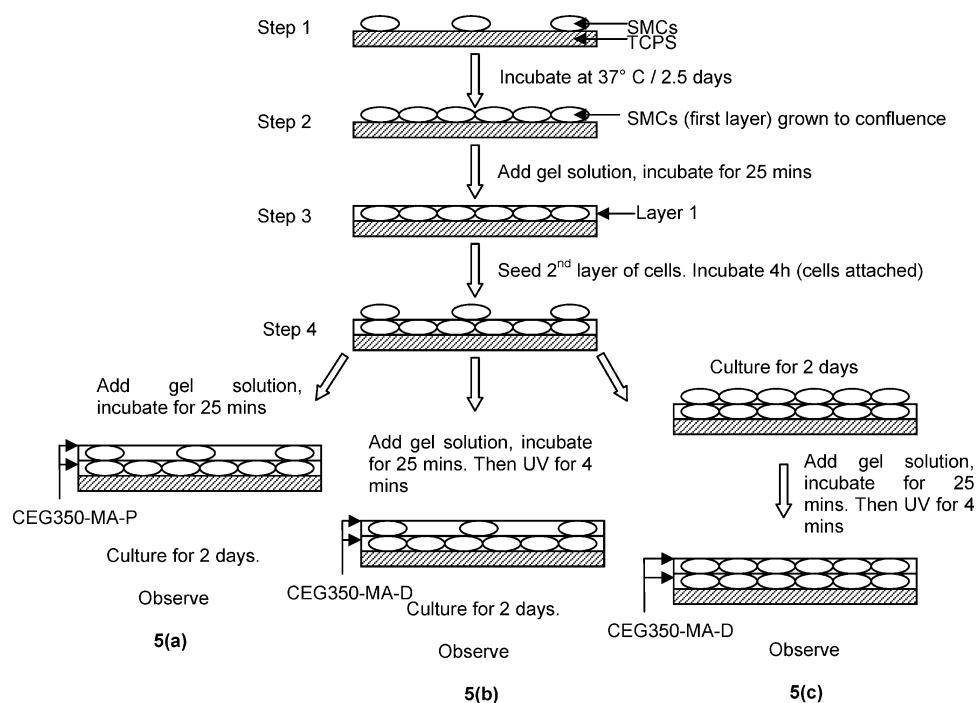 Step 1
SMCs
TCPS
Incubate at 37° C / 2.5 days
Step 2
SMCs (first layer) grown to confluence
Add gel solution, incubate for 25 mins
Step 3
Layer 1
Seed 2nd layer of cells. Incubate 4h (cells attached)
Step 4
Add gel solution,
incubate for 25 mins
CEG350-MA-P
Culture for 2 days.
Observe
5(a)
Add gel solution, incubate
for 25 mins. Then UV for 4
mins
CEG350-MA-D
Culture for 2 days.
Observe
5(b)
Culture for 2 days
Add gel solution,
incubate for 25
mins. Then UV for 4
mins
CEG350-MA-D
Observe
5(c)